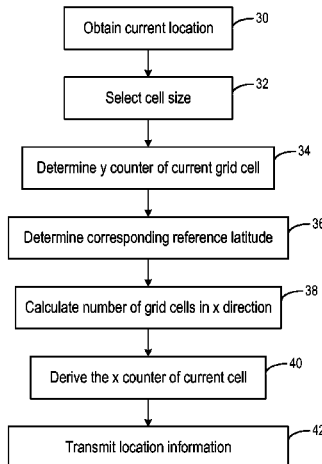 Obtain current location
30
Select cell size
32
Determine y counter of current grid cell
34
Determine corresponding reference latitude
36
Calculate number of grid cells in x direction
38
Derive the x counter of current cell
40
Transmit location information
42